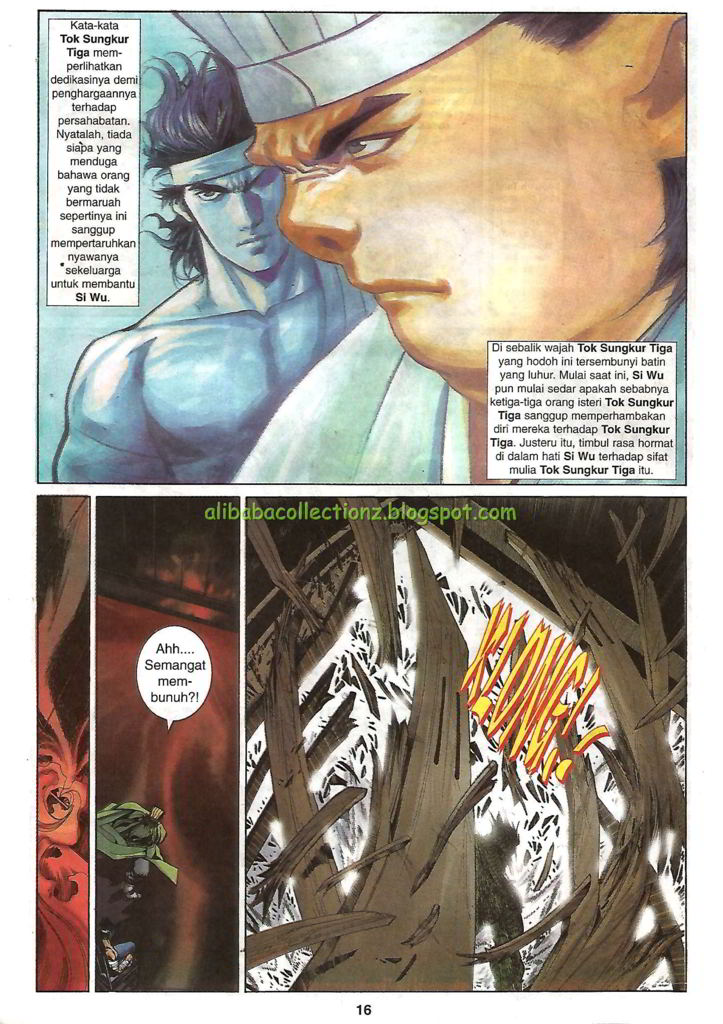 Kata-kata
Tok Sungkur
Tiga mem-
perlihatkan
dedikasinya demi
penghargaannya
terhadap
persahabatan.
Nyatalah, tiada
siapa yang
menduga
bahawa orang
yang tidak
bermaruah
sepertinya ini
sanggup
mempertaruhkan
nyawanya
sekeluarga
untuk membantu
Si Wu.
Di sebalik wajah Tok Sungkur Tiga
yang hodoh ini tersembunyi batin
yang luhur. Mulai saat ini, Si Wu
pun mulai sedar apakah sebabnya
ketiga-tiga orang isteri Tok Sungkur
Tiga sanggup memperhambakan
diri mereka terhadap Tok Sungkur
Tiga. Justeru itu, timbul rasa hormat
di dalam hati Si Wu terhadap sifat
mulia Tok Sungkur Tiga itu.
alibabacollectionz.blogspot.com
Ahh....
Semangat
mem-
bunuh?!
KLONG!
16